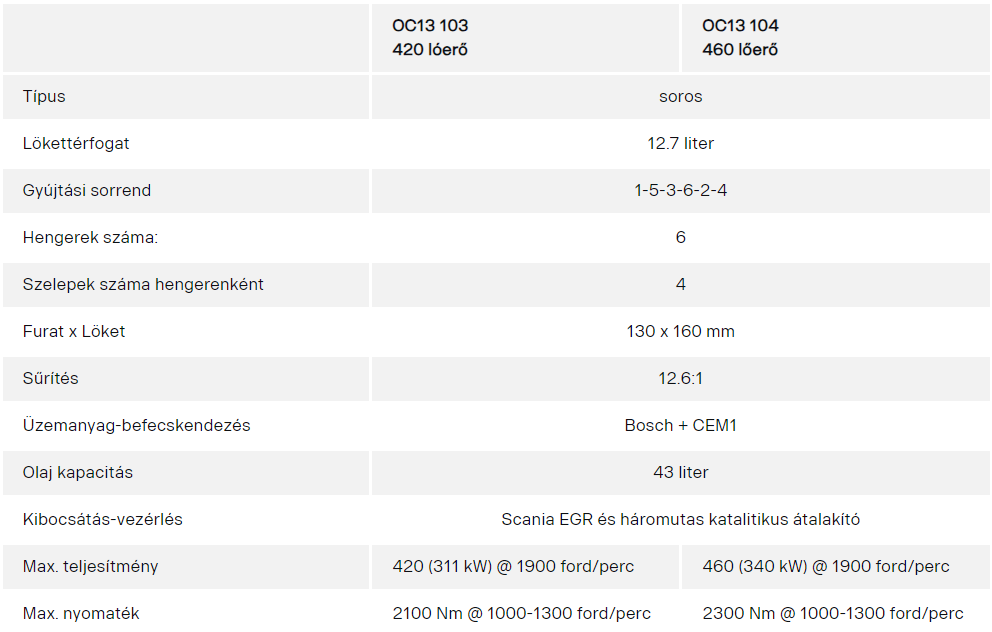 OC13 103
420 lóerő
OC13 104
460 lőerő
Típus
soros
Lökettérfogat
12.7 liter
Gyújtási sorrend
1-5-3-6-2-4
Hengerek száma:
6
Szelepek száma hengerenként
4
Furat x Löket
130 x 160 mm
Sűrítés
12.6:1
Üzemanyag-befecskendezés
Bosch + CEM1
Olaj kapacitás
43 liter
Kibocsátás-vezérlés
Scania EGR és háromutas katalitikus átalakító
Max. teljesítmény
420 (311 kW) @ 1900 ford/perc
460 (340 kW) @ 1900 ford/perc
Max. nyomaték
2100 Nm @ 1000-1300 ford/perc
2300 Nm @ 1000-1300 ford/perc